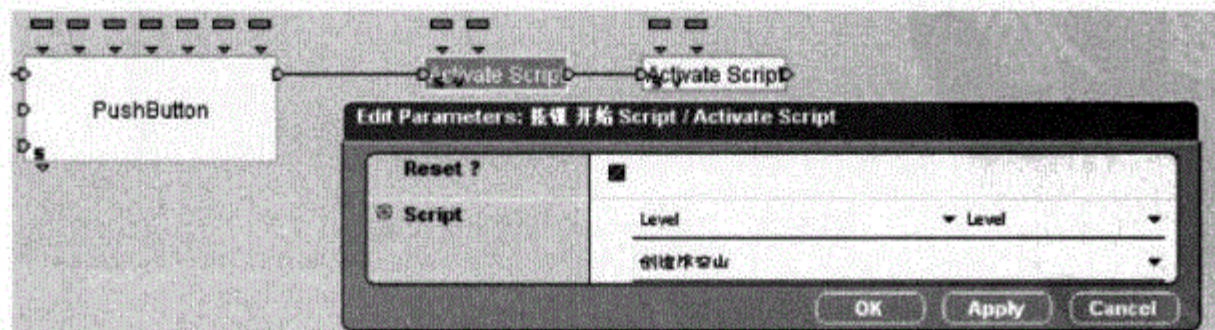 PushButton
Activate Script
Activate Script
s
Edit Parameters: 按钮 开始 Script / Activate Script
Reset ?
Script
Level
Level
OK
Apply
Cancel